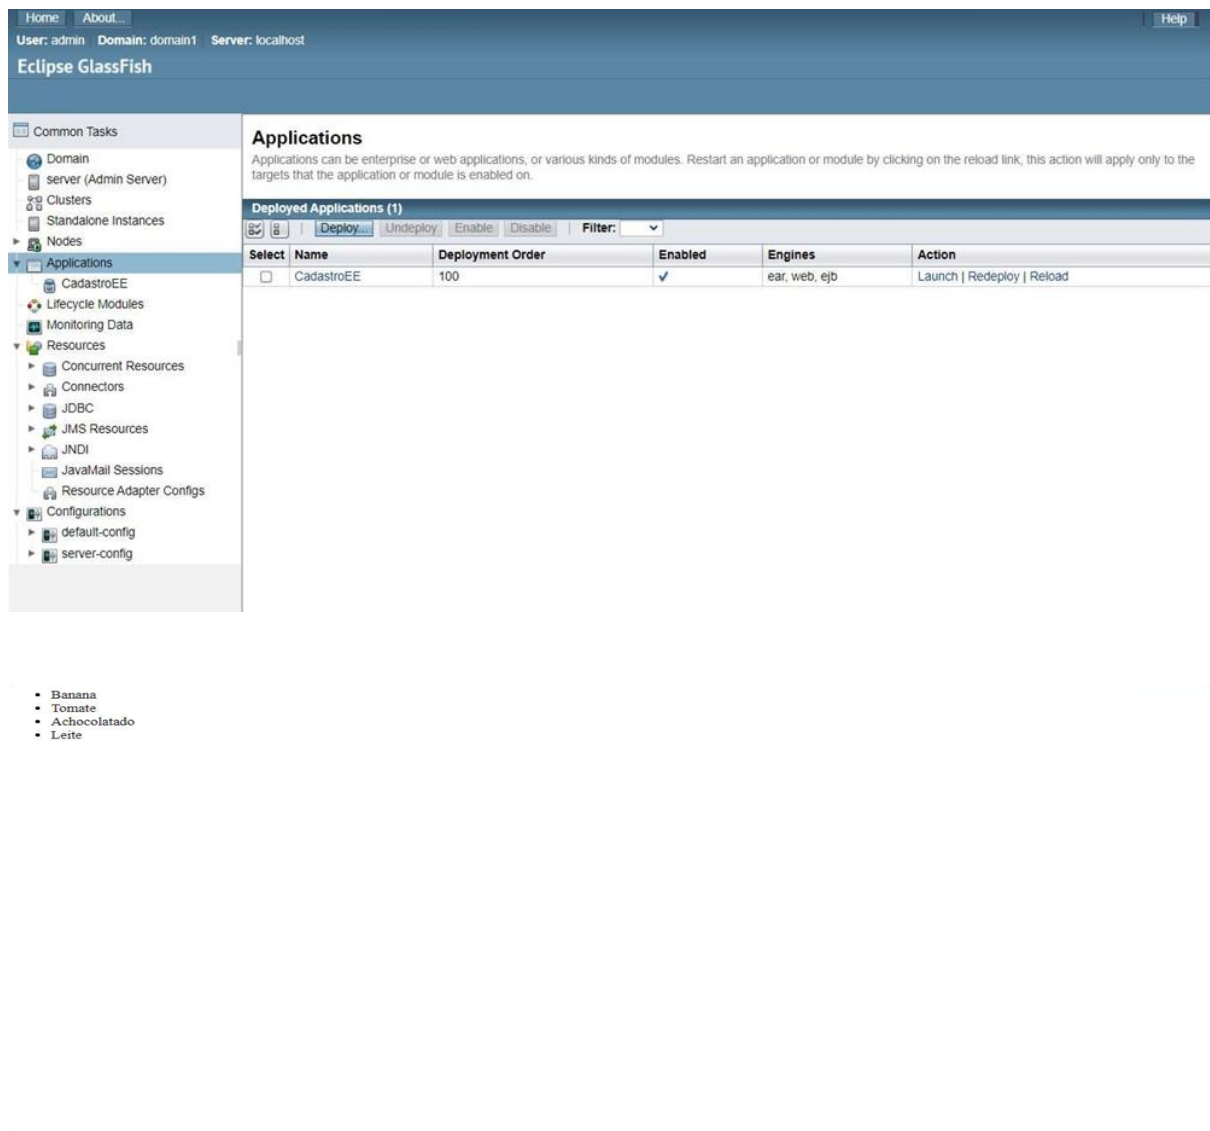 Home About... Help
User: admin Domain: domain1 Server: localhost
Eclipse GlassFish
Common Tasks
Domain
server (Admin Server)
Clusters
Standalone Instances
Nodes
Applications
CadastroEE
Lifecycle Modules
Monitoring Data
Resources
Concurrent Resources
Connectors
JDBC
JMS Resources
JNDI
JavaMail Sessions
Resource Adapter Configs
Configurations
default-config
server-config
Applications
Applications can be enterprise or web applications, or various kinds of modules. Restart an application or module by clicking on the reload link, this action will apply only to the
targets that the application or module is enabled on.
Deployed Applications (1)
Deploy... Undeploy Enable Disable Filter:
Select Name Deployment Order Enabled Engines Action
CadastroEE 100 ear, web, ejb Launch | Redeploy | Reload
• Banana
• Tomate
• Achocolatado
• Leite